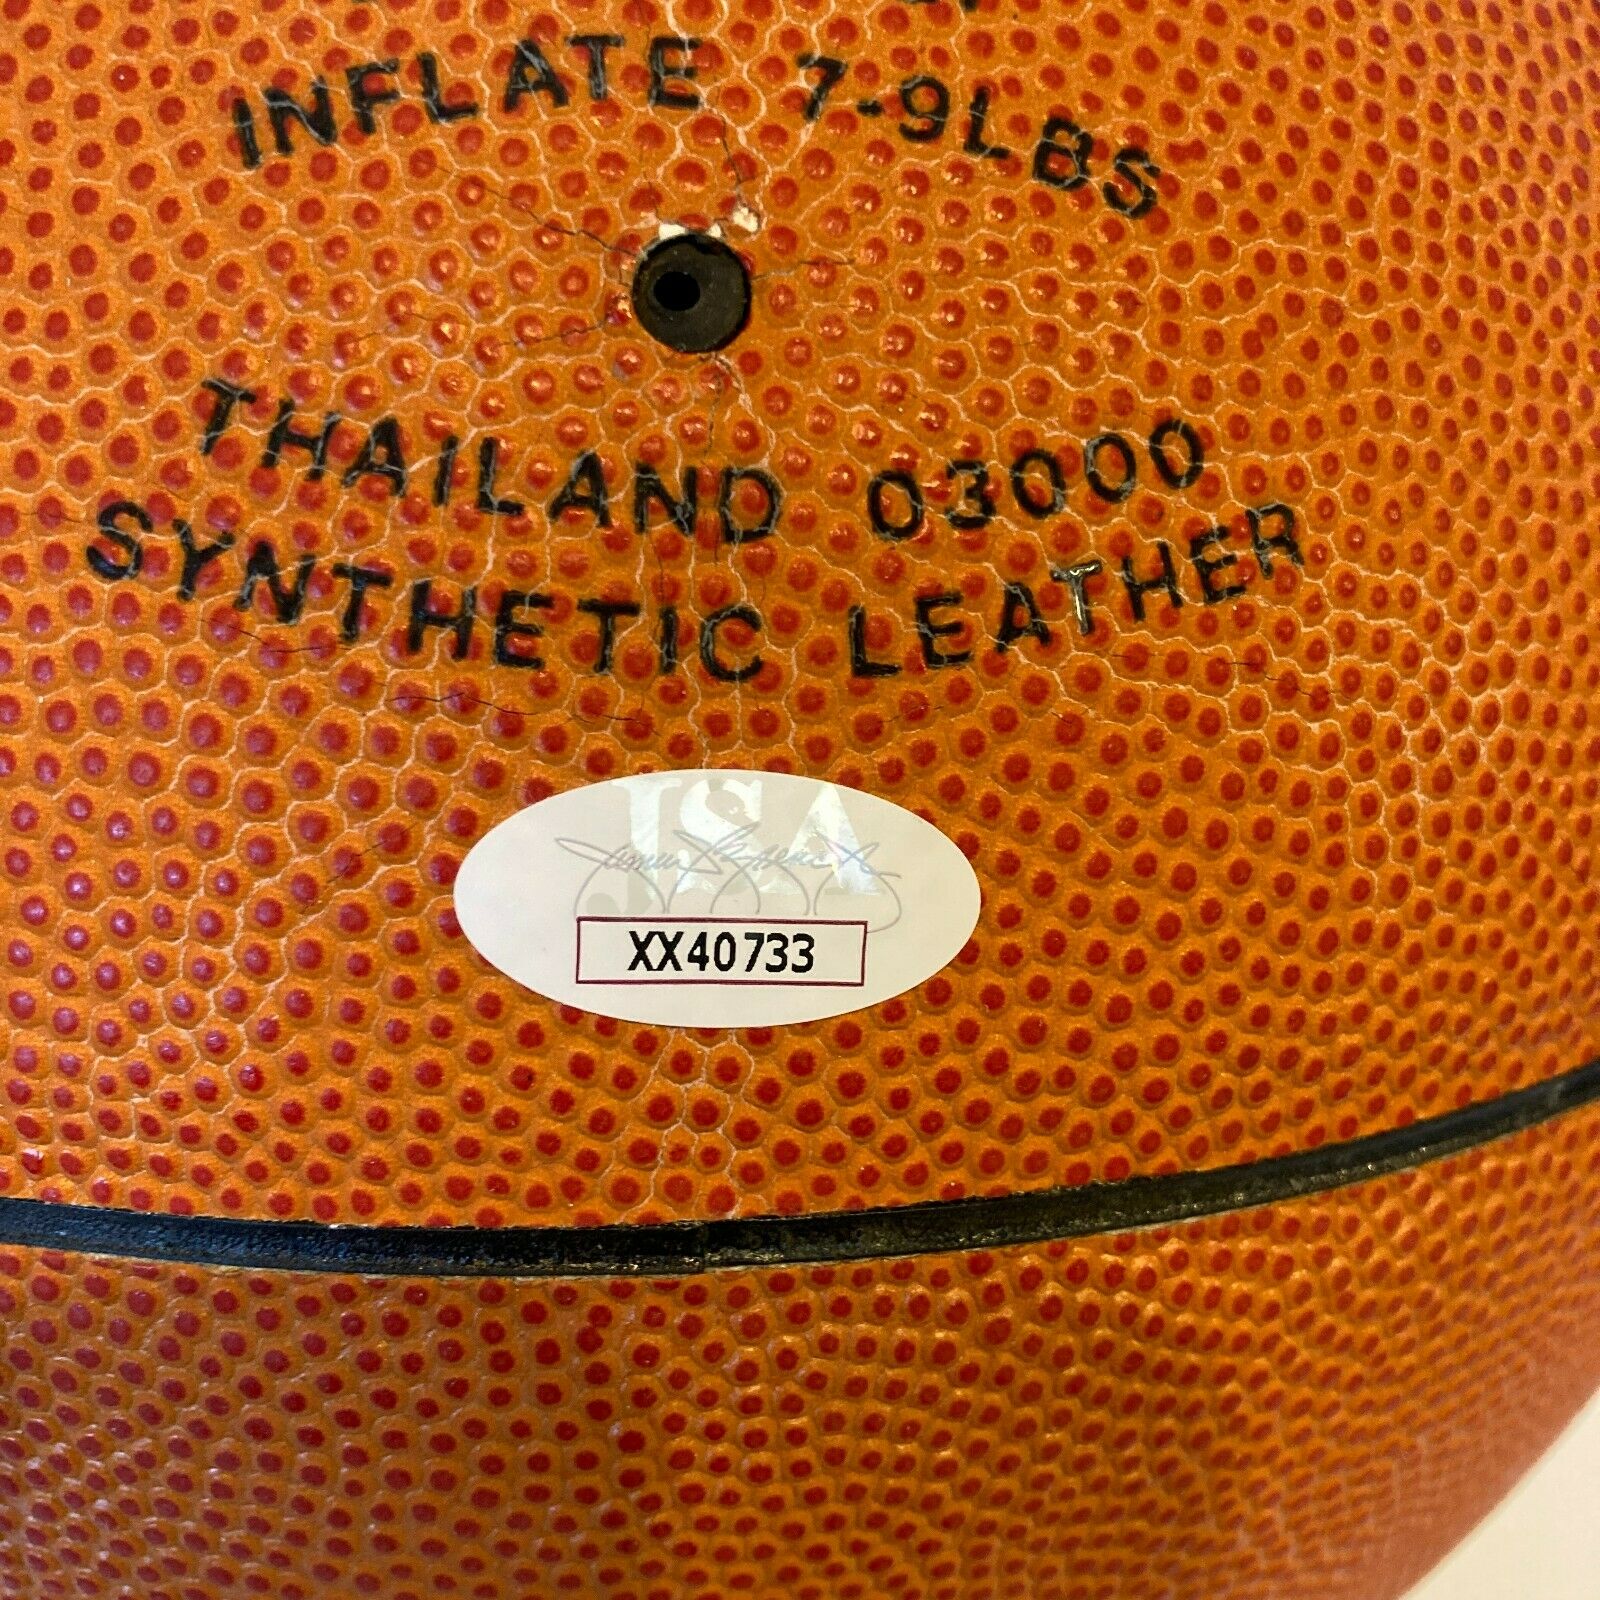 INFLATE 7-9LBS
THAILAND 03000
SYNTHETIC LEATHER
JSA
XX40733